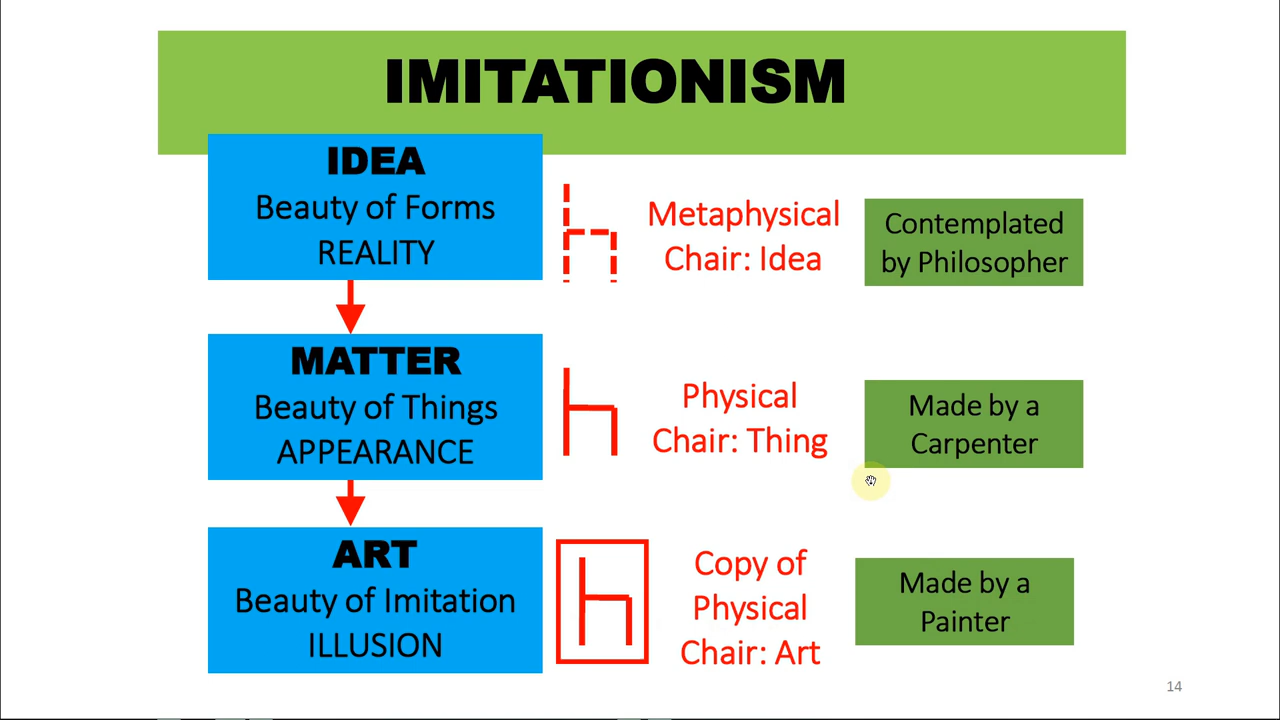 IMITATIONISM
IDEA
Beauty of Forms
REALITY
Metaphysical
Chair: Idea
Contemplated
by Philosopher
MATTER
Beauty of Things
APPEARANCE
Physical
Chair: Thing
Made by a
Carpenter
ART
Beauty of Imitation
ILLUSION
Copy of
Physical
Chair: Art
Made by a
Painter
14